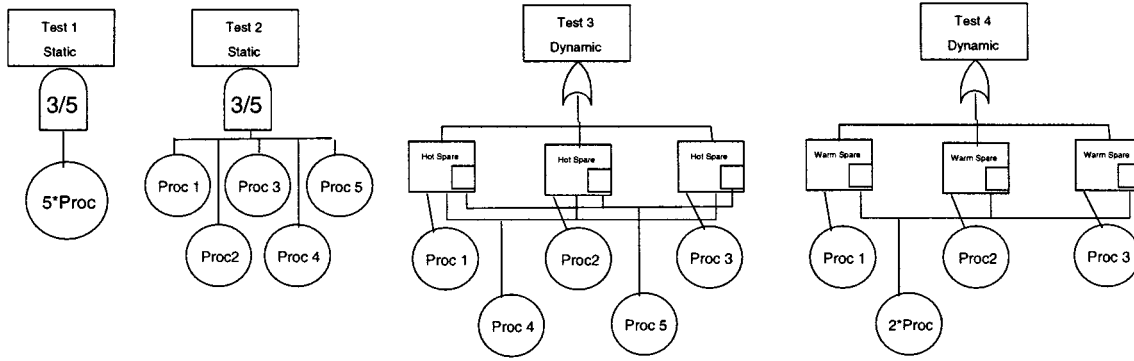 Test 1
Static
3/5
5*Proc
Test 2
Static
3/5
Proc 1
Proc 3
Proc 5
Proc2
Proc 4
Test 3
Dynamic
Hot Spare
Hot Spare
Hot Spare
Proc 1
Proc2
Proc 3
Proc 4
Proc 5
Test 4
Dynamic
Warm Spare
Warm Spare
Warm Spare
Proc 1
Proc2
Proc 3
2*Proc